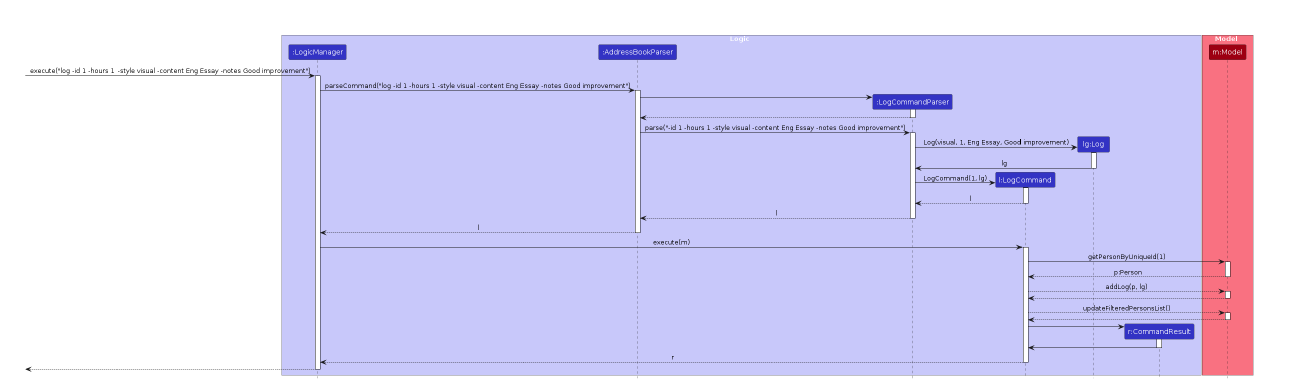 Logic
Model
:LogicManager
:AddressBookParser
m:Model
execute("log -id 1 -hours 1 -style visual -content Eng Essay -notes Good improvement")
parseCommand("log -id 1 -hours 1 -style visual -content Eng Essay -notes Good improvement")
:LogCommandParser
parse("-id 1 -hours 1 -style visual -content Eng Essay -notes Good improvement")
Log(visual, 1, Eng Essay, Good improvement)
lg:Log
lg
LogCommand(1, lg)
l:LogCommand
l
l
l
execute(m)
getPersonByUniqueId(1)
p:Person
addLog(p, lg)
updateFilteredPersonsList()
r:CommandResult
r